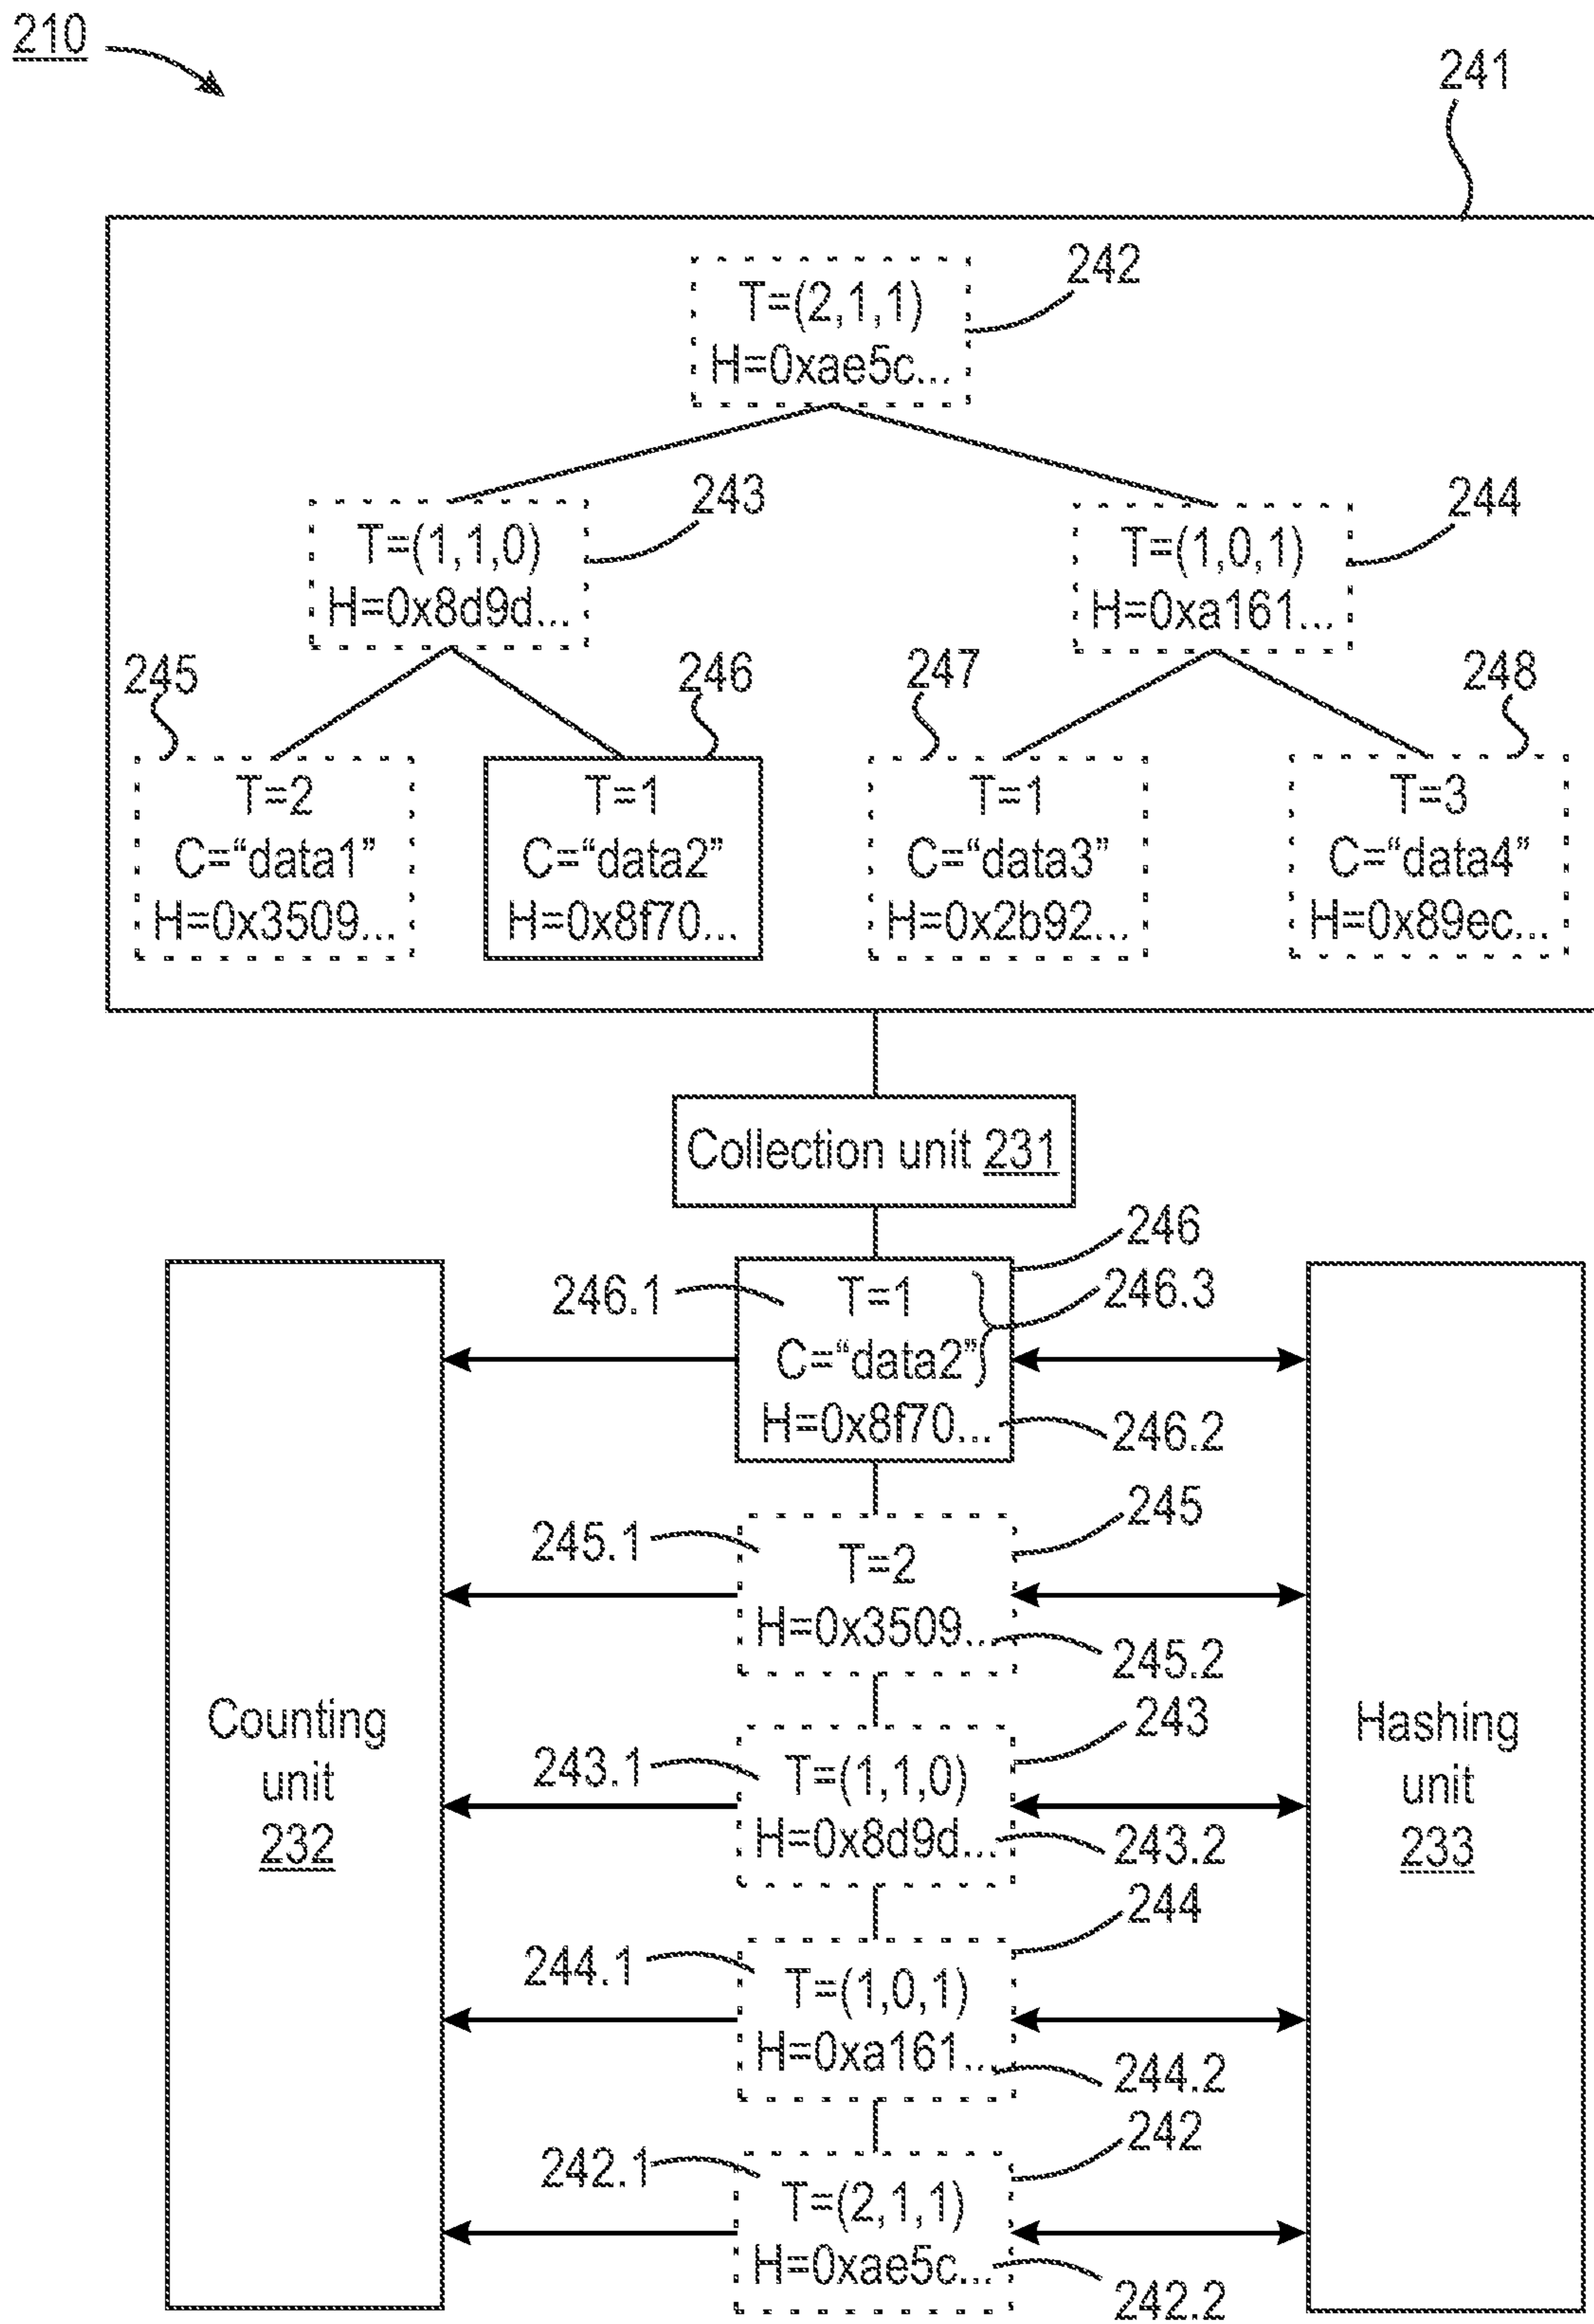 210
241
242
T=(2,1,1)
H=0xae5c...
243
T=(1,1,0)
H=0x8d9d...
244
T=(1,0,1)
H=0xa161...
245
246
247
248
T=2
C=“data1”
H=0x3509...
T=1
C=“data2”
H=0x8f70...
T=1
C=“data3”
H=0x2b92...
T=3
C=“data4”
H=0x89ec...
Collection unit 231
Counting
unit
232
246
246.1
T=1
246.3
C=“data2”
H=0x8f70...
246.2
245
245.1
T=2
H=0x3509...
245.2
243
243.1
T=(1,1,0)
H=0x8d9d...
243.2
244
244.1
T=(1,0,1)
H=0xa161...
244.2
242
242.1
T=(2,1,1)
H=0xae5c...
242.2
Hashing
unit
233